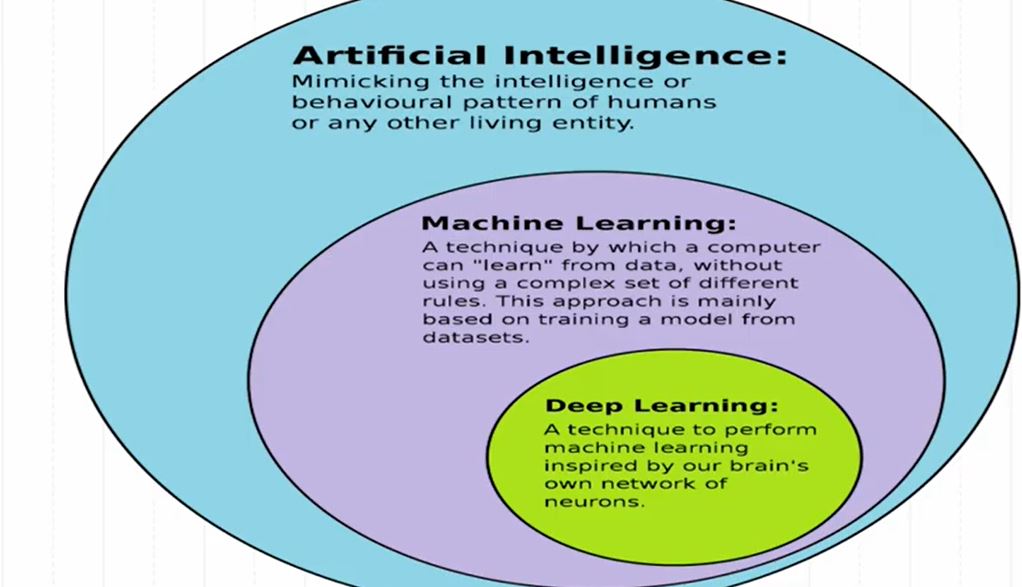 Artificial Intelligence:
Mimicking the intelligence or
behavioural pattern of humans
or any other living entity.
Machine Learning:
A technique by which a computer
can "learn" from data, without
using a complex set of different
rules. This approach is mainly
based on training a model from
datasets.
Deep Learning:
A technique to perform
machine learning
inspired by our brain's
own network of
neurons.